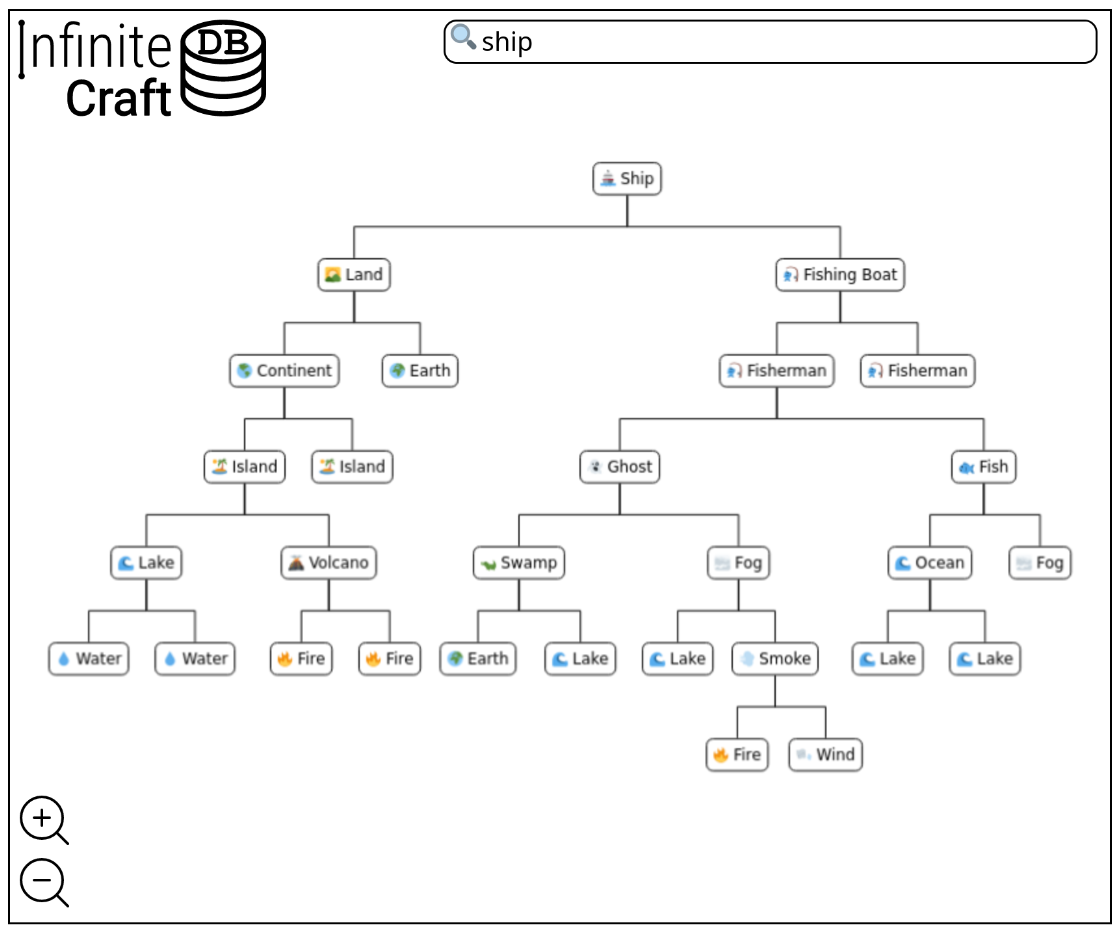 Infinite
DB
Craft
ship
Ship
Land
Fishing Boat
Continent
Earth
Fisherman
Fisherman
Island
Island
Ghost
Fish
Lake
Volcano
Swamp
Fog
Ocean
Fog
Water
Water
Fire
Fire
Earth
Lake
Lake
Smoke
Lake
Lake
Fire
Wind